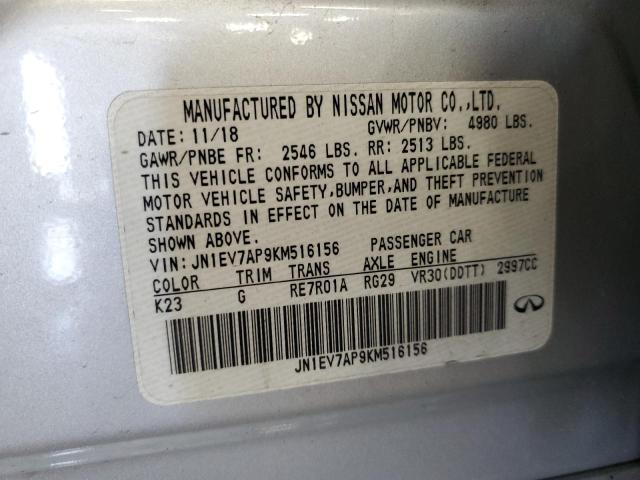 MANUFACTURED BY NISSAN MOTOR CO.,LTD.
DATE: 11/18 GVWR/PNBV: 4980 LBS.
GAWR/PNBE FR: 2546 LBS. RR: 2513 LBS.
THIS VEHICLE CONFORMS TO ALL APPLICABLE FEDERAL
MOTOR VEHICLE SAFETY,BUMPER,AND THEFT PREVENTION
STANDARDS IN EFFECT ON THE DATE OF MANUFACTURE
SHOWN ABOVE.
VIN: JN1EV7AP9KM516156 PASSENGER CAR
COLOR TRIM TRANS AXLE ENGINE
K23 G RE7R01A RG29 VR30(DDTT) 2997CC
JN1EV7AP9KM516156